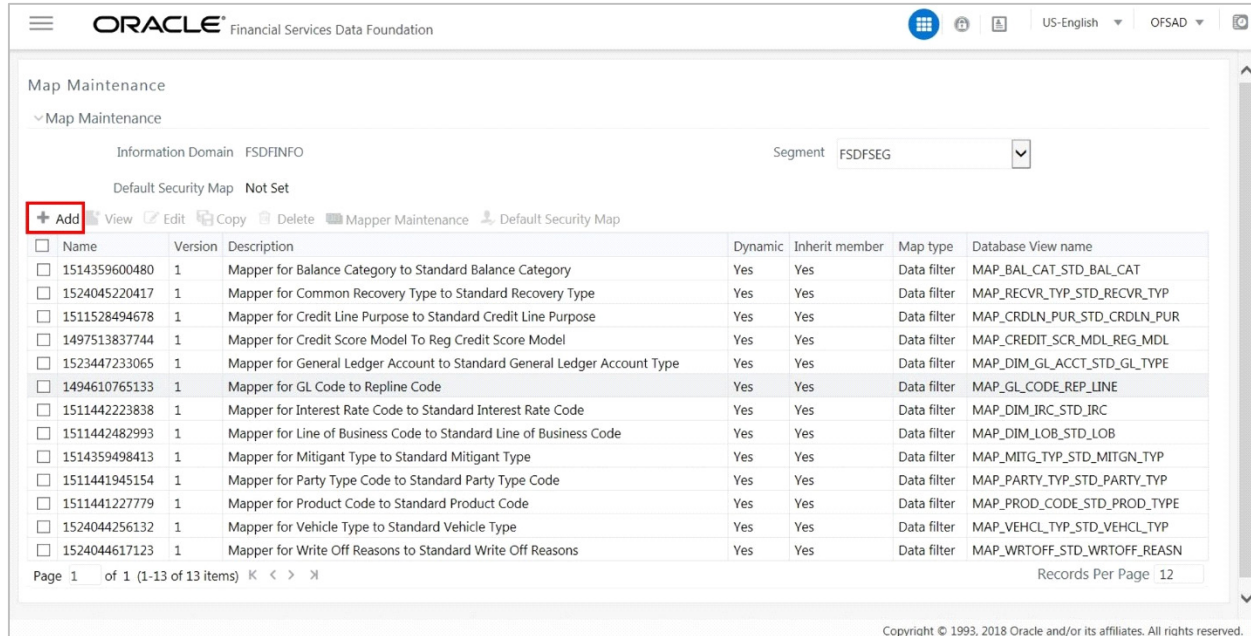 ORACLE® Financial Services Data Foundation US-English OFSAD
Map Maintenance
Map Maintenance
Information Domain FSDFINFO Segment FSDFSEG
Default Security Map Not Set
Add View Edit Copy Delete Mapper Maintenance Default Security Map
Name Version Description Dynamic Inherit member Map type Database View name
1514359600480 1 Mapper for Balance Category to Standard Balance Category Yes Yes Data filter MAP_BAL_CAT_STD_BAL_CAT
1524045220417 1 Mapper for Common Recovery Type to Standard Recovery Type Yes Yes Data filter MAP_RECVR_TYP_STD_RECVR_TYP
1511528494678 1 Mapper for Credit Line Purpose to Standard Credit Line Purpose Yes Yes Data filter MAP_CRDLN_PUR_STD_CRDLN_PUR
1497513837744 1 Mapper for Credit Score Model To Reg Credit Score Model Yes Yes Data filter MAP_CREDIT_SCR_MDL_REG_MDL
1523447233065 1 Mapper for General Ledger Account to Standard General Ledger Account Type Yes Yes Data filter MAP_DIM_GL_ACCT_STD_GL_TYPE
1494610765133 1 Mapper for GL Code to Repline Code Yes Yes Data filter MAP_GL_CODE_REP_LINE
1511442223838 1 Mapper for Interest Rate Code to Standard Interest Rate Code Yes Yes Data filter MAP_DIM_IRC_STD_IRC
1511442482993 1 Mapper for Line of Business Code to Standard Line of Business Code Yes Yes Data filter MAP_DIM_LOB_STD_LOB
1514359498413 1 Mapper for Mitigant Type to Standard Mitigant Type Yes Yes Data filter MAP_MITG_TYP_STD_MITGN_TYP
1511441945154 1 Mapper for Party Type Code to Standard Party Type Code Yes Yes Data filter MAP_PARTY_TYP_STD_PARTY_TYP
1511441227779 1 Mapper for Product Code to Standard Product Code Yes Yes Data filter MAP_PROD_CODE_STD_PROD_TYPE
1524044256132 1 Mapper for Vehicle Type to Standard Vehicle Type Yes Yes Data filter MAP_VEHCL_TYP_STD_VEHCL_TYP
1524044617123 1 Mapper for Write Off Reasons to Standard Write Off Reasons Yes Yes Data filter MAP_WRTOFF_STD_WRTOFF_REASN
Page 1 of 1 (1-13 of 13 items) Records Per Page 12
Copyright © 1993, 2018 Oracle and/or its affiliates. All rights reserved.